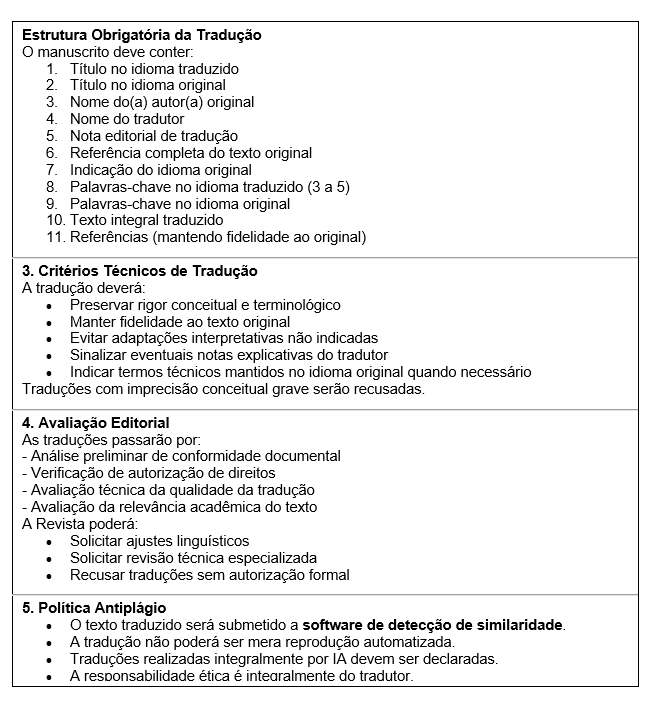 Estrutura Obrigatória da Tradução
O manuscrito deve conter:
1. Título no idioma traduzido
2. Título no idioma original
3. Nome do(a) autor(a) original
4. Nome do tradutor
5. Nota editorial de tradução
6. Referência completa do texto original
7. Indicação do idioma original
8. Palavras-chave no idioma traduzido (3 a 5)
9. Palavras-chave no idioma original
10. Texto integral traduzido
11. Referências (mantendo fidelidade ao original)
3. Critérios Técnicos de Tradução
A tradução deverá:
• Preservar rigor conceitual e terminológico
• Manter fidelidade ao texto original
• Evitar adaptações interpretativas não indicadas
• Sinalizar eventuais notas explicativas do tradutor
• Indicar termos técnicos mantidos no idioma original quando necessário
Traduções com imprecisão conceitual grave serão recusadas.
4. Avaliação Editorial
As traduções passarão por:
- Análise preliminar de conformidade documental
- Verificação de autorização de direitos
- Avaliação técnica da qualidade da tradução
- Avaliação da relevância acadêmica do texto
A Revista poderá:
• Solicitar ajustes linguísticos
• Solicitar revisão técnica especializada
• Recusar traduções sem autorização formal
5. Política Antiplágio
• O texto traduzido será submetido a software de detecção de similaridade.
• A tradução não poderá ser mera reprodução automatizada.
• Traduções realizadas integralmente por IA devem ser declaradas.
• A responsabilidade ética é integralmente do tradutor.